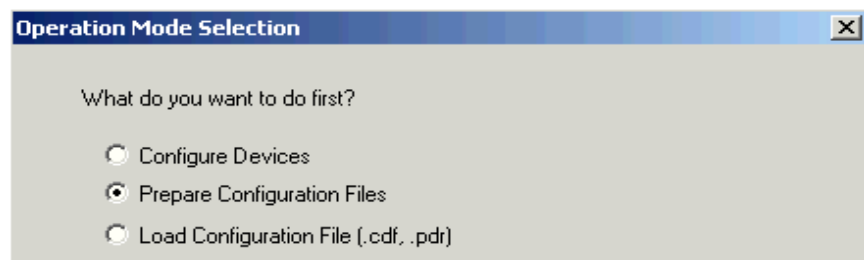 Operation Mode Selection
What do you want to do first?
Configure Devices
Prepare Configuration Files
Load Configuration File (.cdf, .pdr)